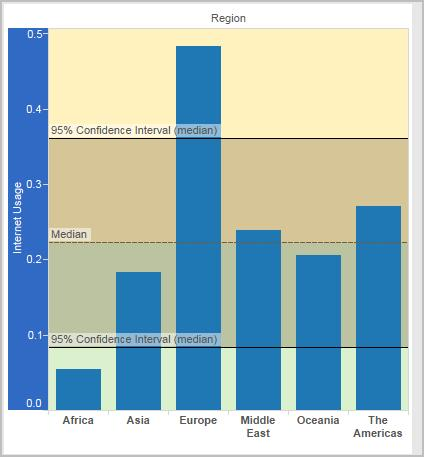 Region
0.5
0.4
95% Confidence Interval (median)
0.3
Internet Usage
Median
0.2
0.1
95% Confidence Interval (median)
0.0
Africa
Asia
Europe
Middle
East
Oceania
The
Americas